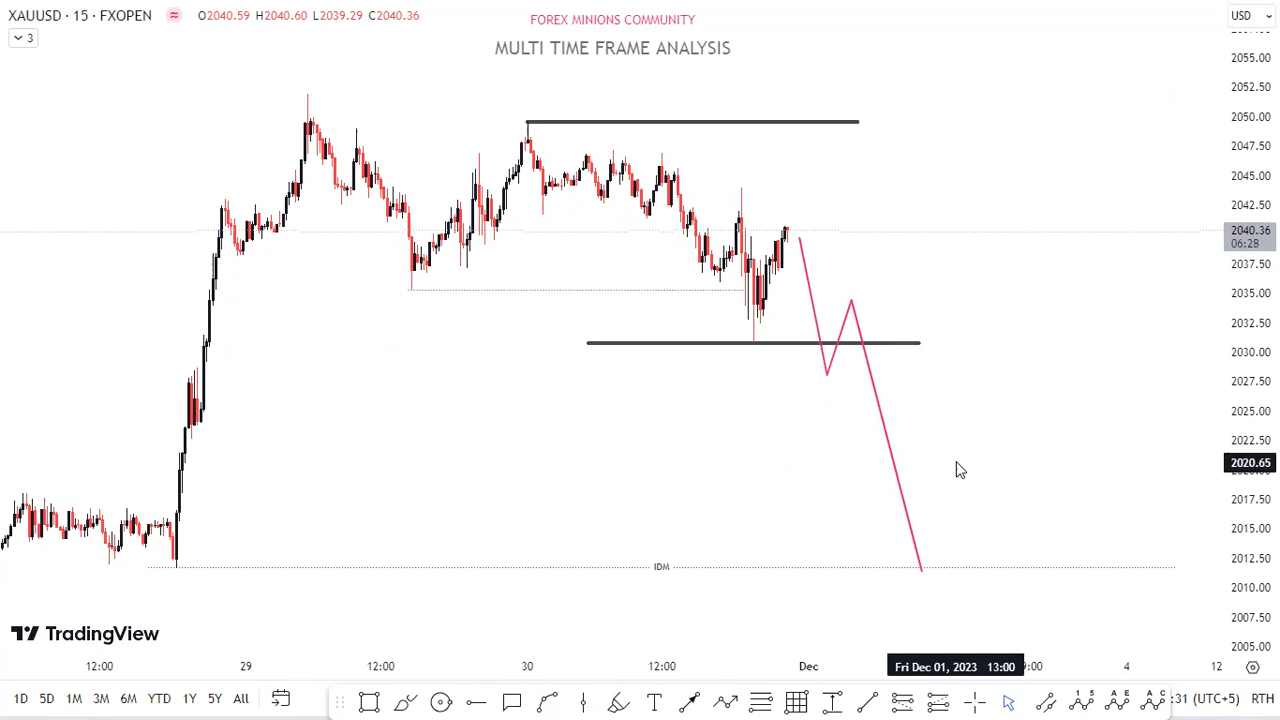 XAUUSD · 15 · FXOPEN ≈ O2040.59 H2040.60 L2039.29 C2040.36
3
FOREX MINIONS COMMUNITY
MULTI TIME FRAME ANALYSIS
USD
2055.00
2052.50
2050.00
2047.50
2045.00
2042.50
2040.36
06:28
2037.50
2035.00
2032.50
2030.00
2027.50
2025.00
2022.50
2020.65
2017.50
2015.00
2012.50
2010.00
2007.50
2005.00
IDM
TradingView
12:00 29 12:00 30 12:00 Dec Fri Dec 01, 2023 13:00 9:00 4 12
1D 5D 1M 3M 6M YTD 1Y 5Y All :31 (UTC+5) RTH